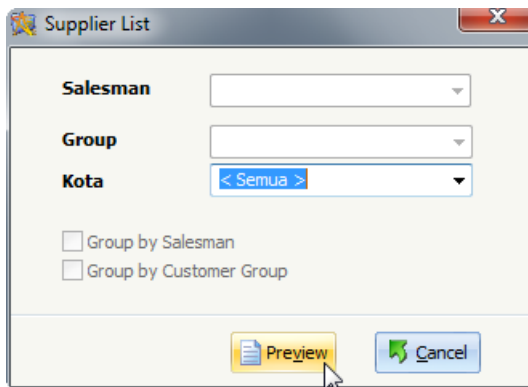 Supplier List
Salesman
Group
Kota
< Semua >
Group by Salesman
Group by Customer Group
Preview
Cancel